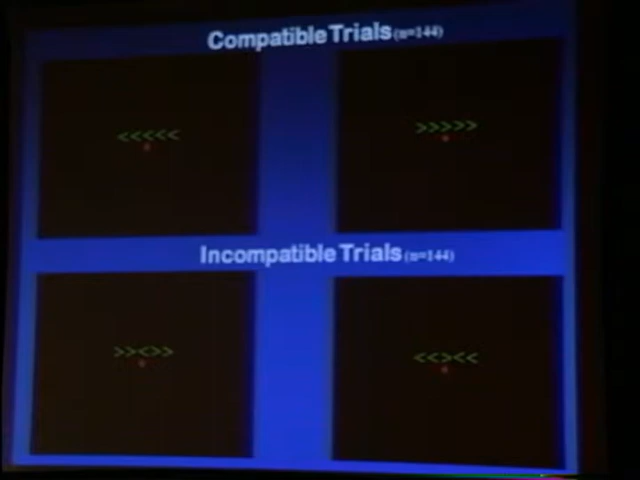 Compatible Trials (n=144)
<<<<< >>>>>
Incompatible Trials (n=144)
>><>> <<><<